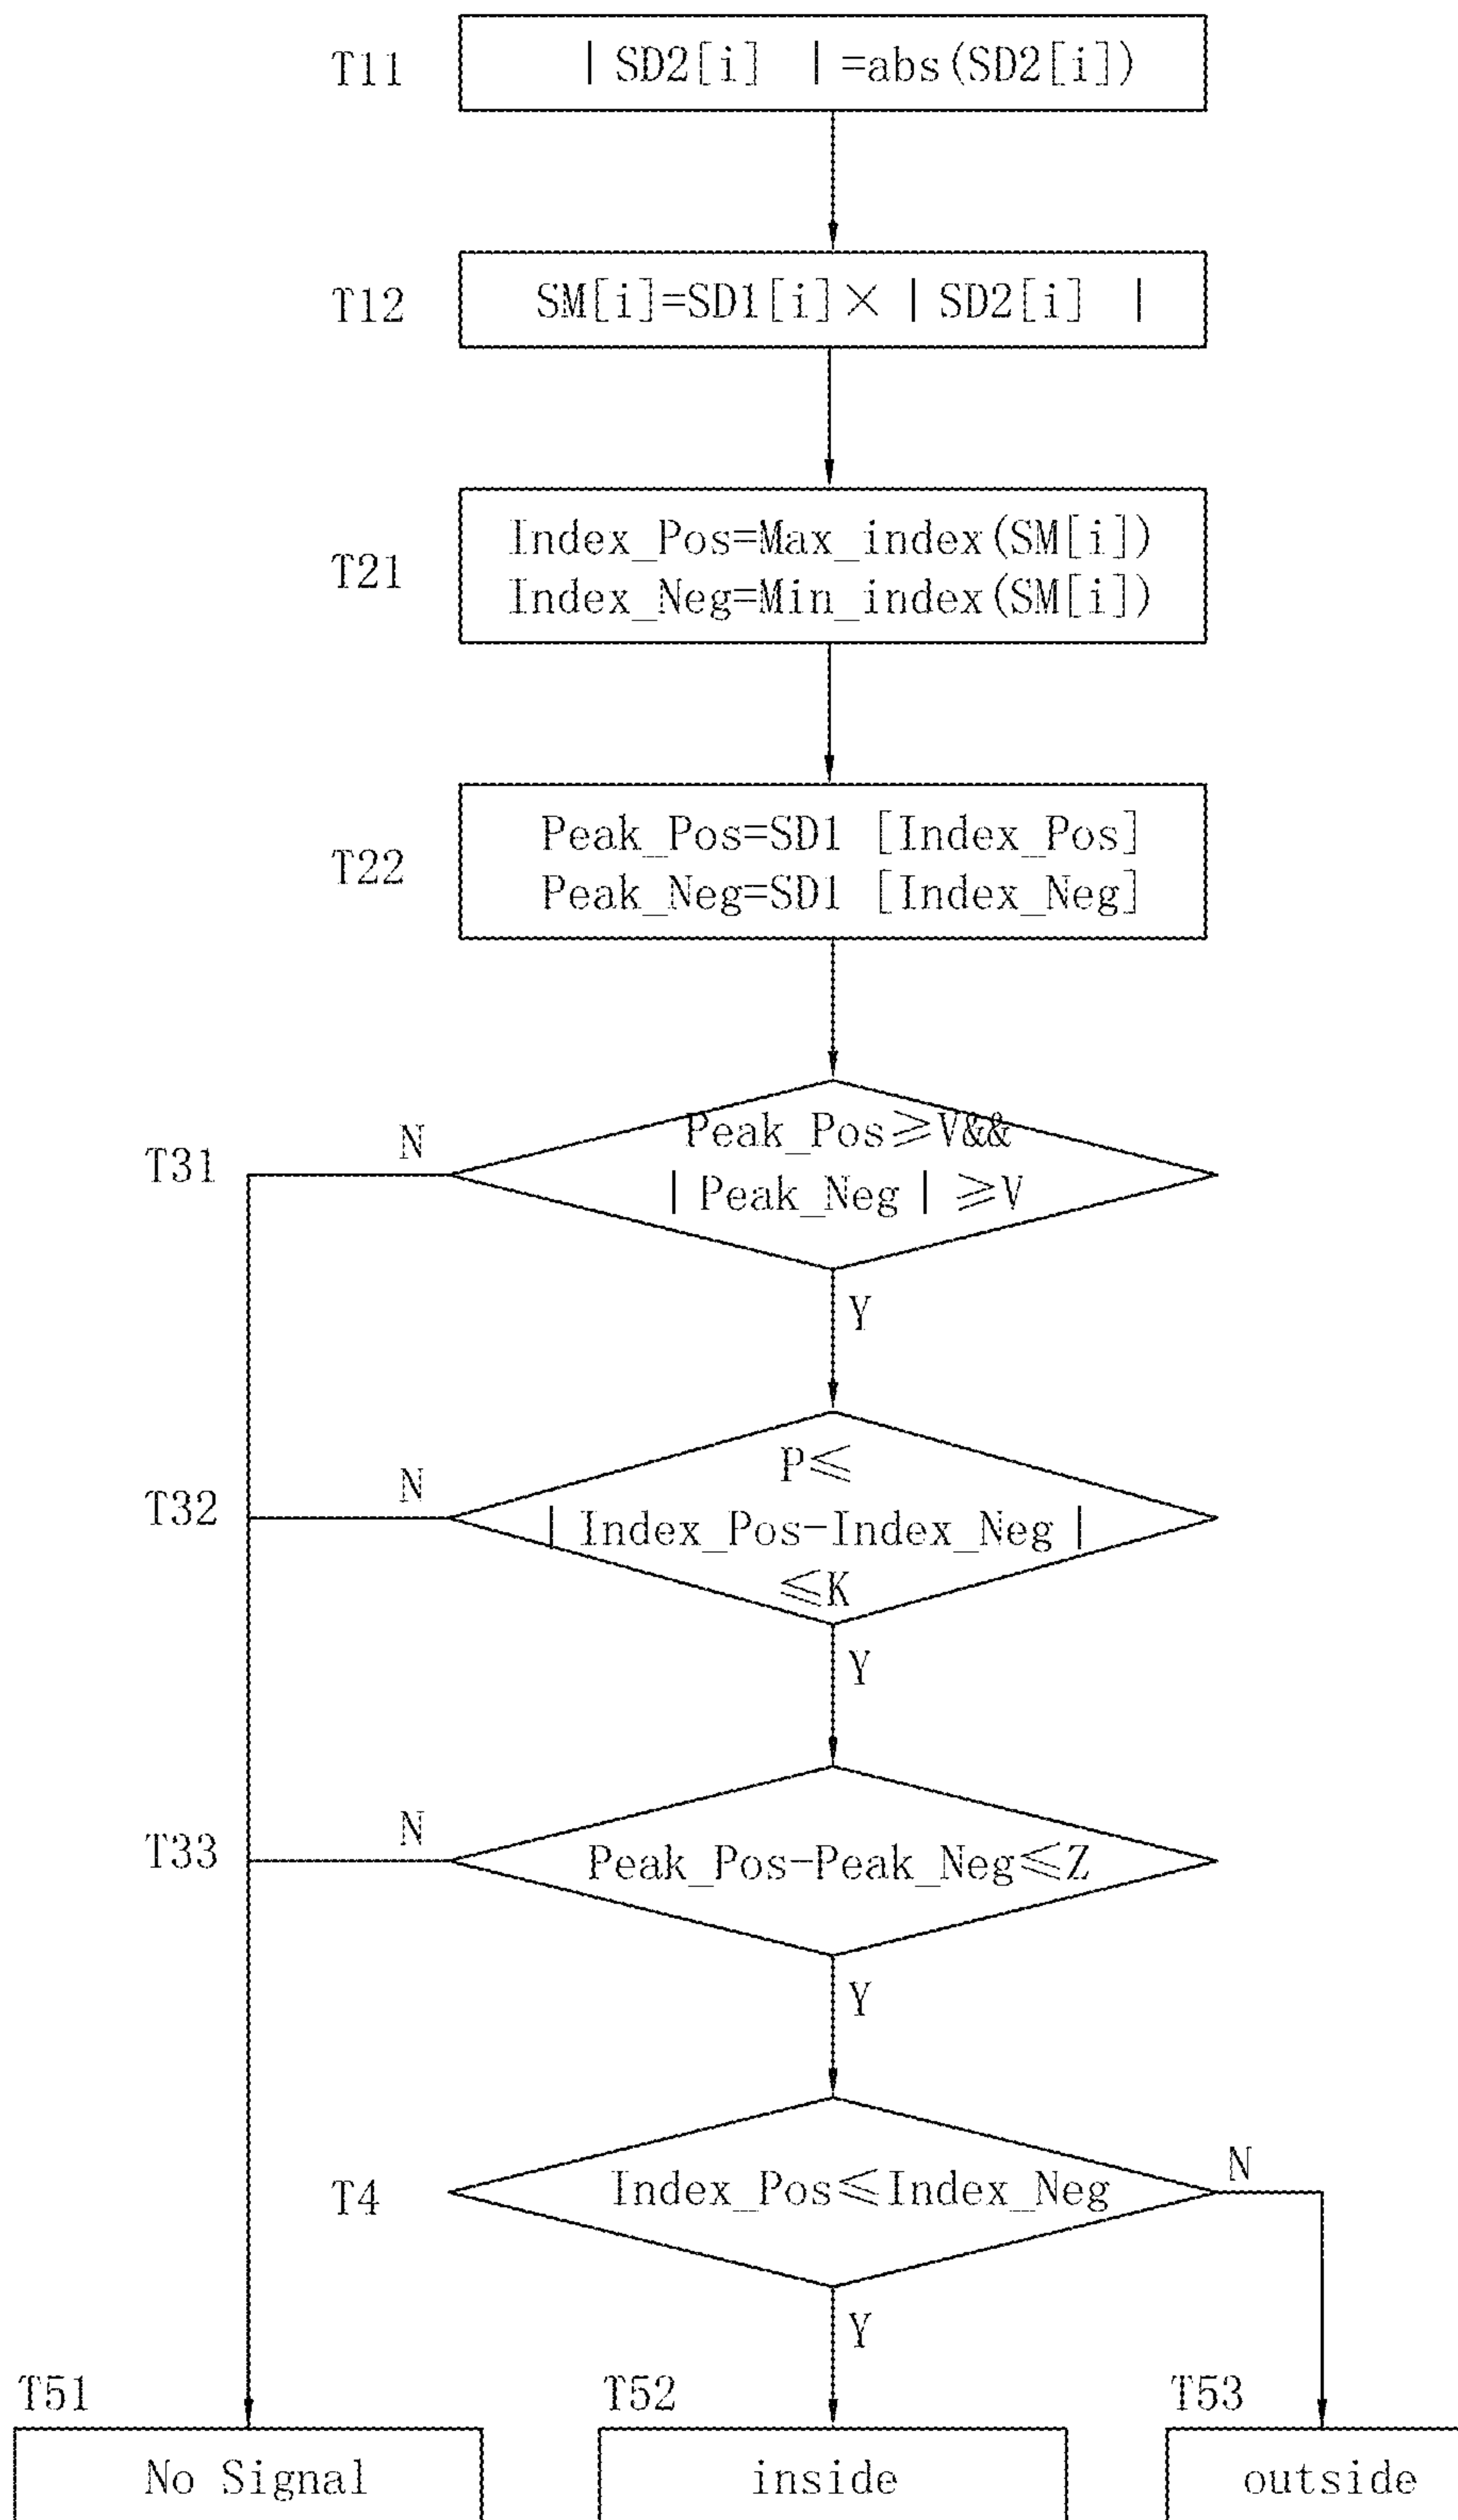 T11
| SD2[i] |=abs(SD2[i])
T12
SM[i]=SD1[i]×|SD2[i] |
T21
Index_Pos=Max_index(SM[i])
Index_Neg=Min_index(SM[i])
T22
Peak_Pos=SD1 [Index_Pos]
Peak_Neg=SD1 [Index_Neg]
T31
N
Peak_Pos≥V&&
|Peak_Neg| ≥V
Y
T32
N
P≤
|Index_Pos-Index_Neg|
≤K
Y
T33
N
Peak_Pos-Peak_Neg≤Z
Y
T4
Index_Pos≤Index_Neg
N
Y
T51
T52
T53
No Signal
inside
outside